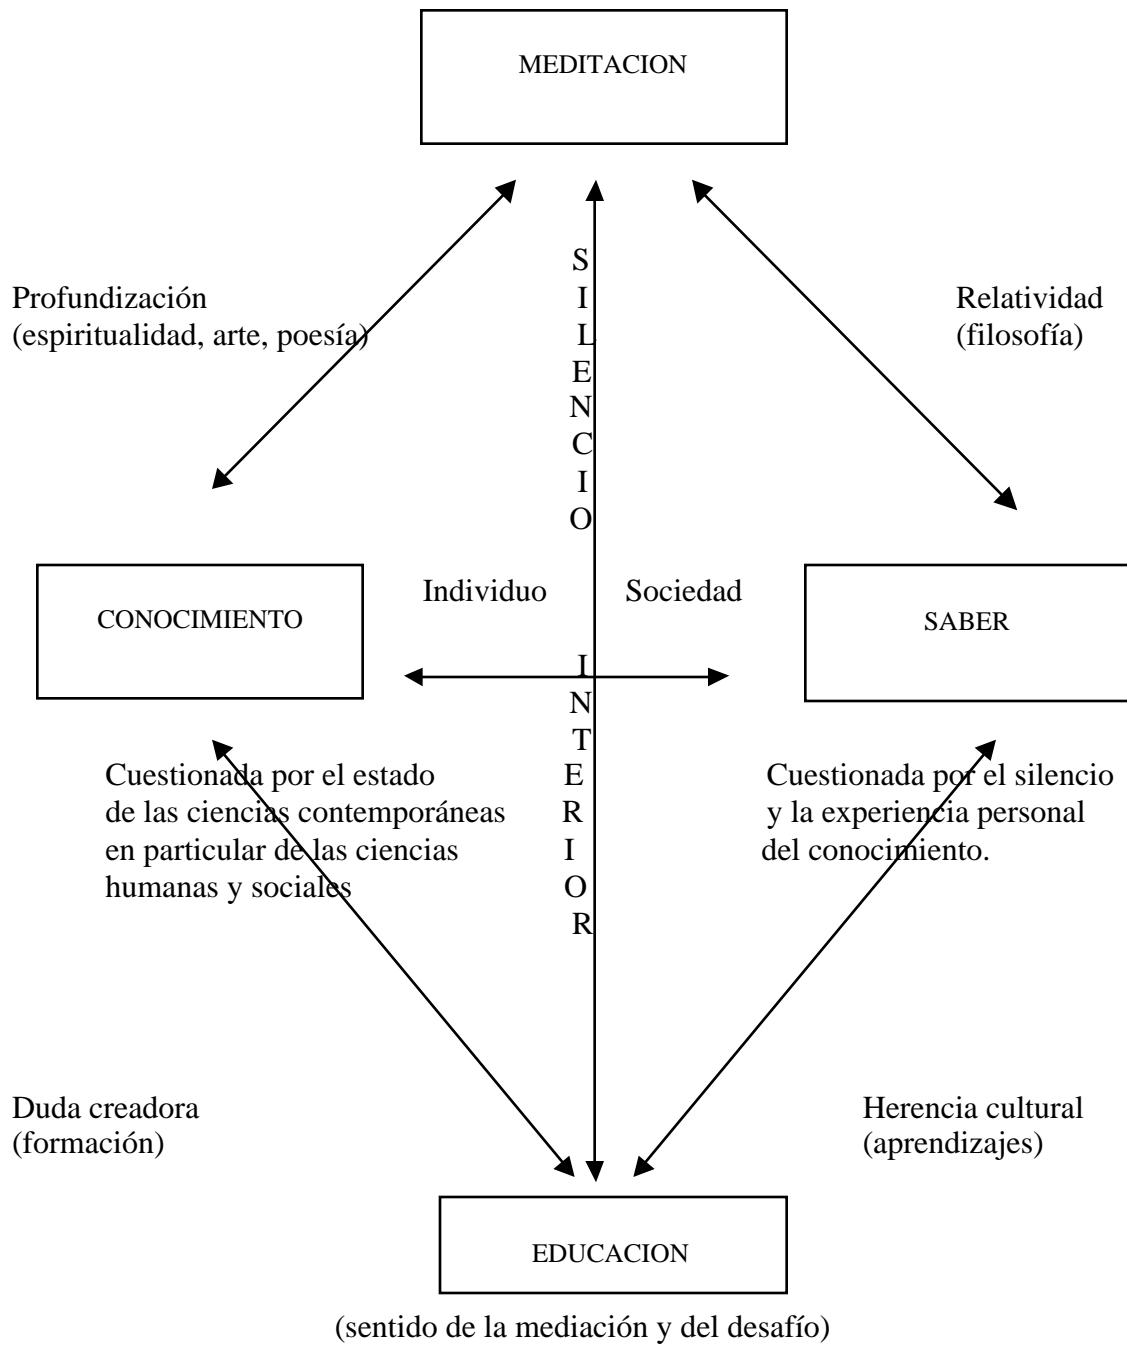 MEDITACION
SILENCIO INTERIOR
Profundización
(espiritualidad, arte, poesía)
Relatividad
(filosofía)
Individuo
Sociedad
CONOCIMIENTO
SABER
Cuestionada por el estado
de las ciencias contemporáneas
en particular de las ciencias
humanas y sociales
Cuestionada por el silencio
y la experiencia personal
del conocimiento.
Duda creadora
(formación)
Herencia cultural
(aprendizajes)
EDUCACION
(sentido de la mediación y del desafío)